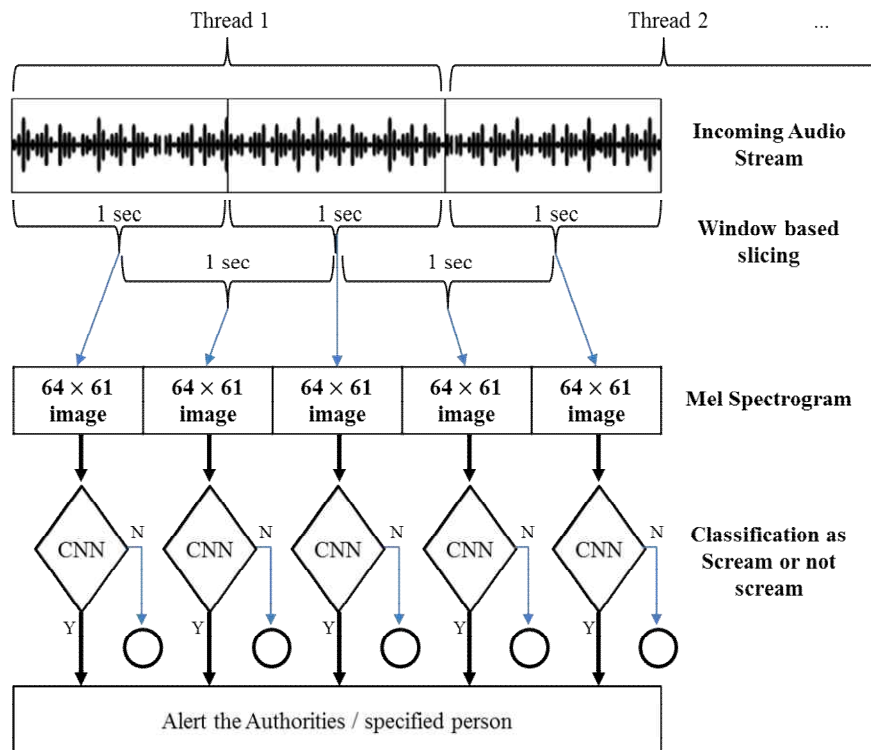 Thread 1
Thread 2
...
Incoming Audio
Stream
1 sec
1 sec
1 sec
Window based
slicing
1 sec
1 sec
64 × 61
image
64 × 61
image
64 × 61
image
64 × 61
image
64 × 61
image
Mel Spectrogram
CNN
N
CNN
N
CNN
N
CNN
N
CNN
N
Classification as
Scream or not
scream
Y
Y
Y
Y
Y
Alert the Authorities / specified person